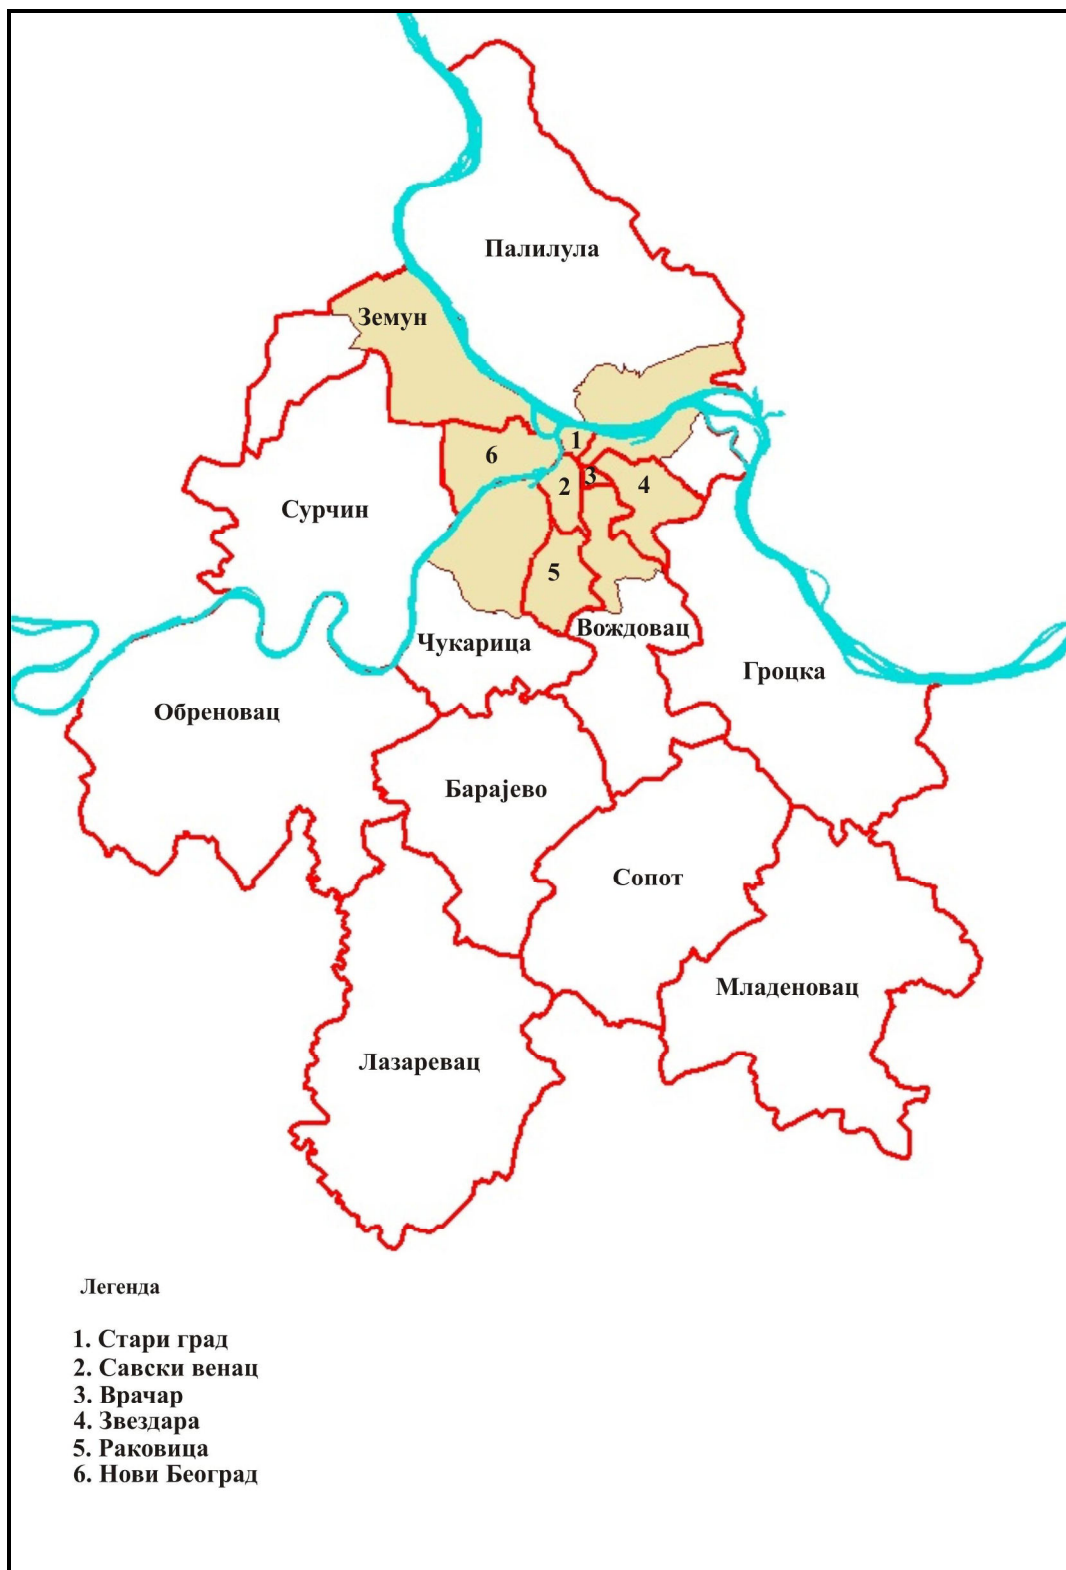 Палилула
Земун
1
6
3
2
4
Сурчин
5
Вождовац
Чукарица
Гроцка
Обреновац
Барајево
Сопот
Младеновац
Лазаревац
Легенда
1. Стари град
2. Савски венац
3. Врачар
4. Звездара
5. Раковица
6. Нови Београд